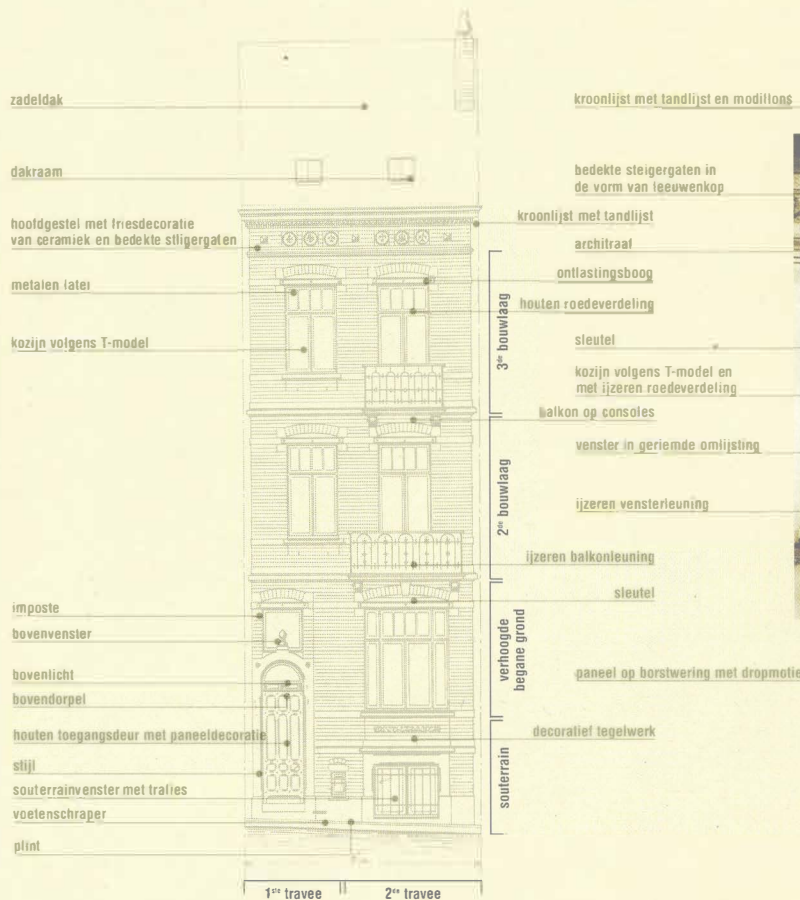 zadeldak
dakraam
hoofdgestel met friesdecoratie
van ceramiek en bedekte stijgergaten
metalen latei
kozijn volgens T-model
imposte
bovenvenster
bovenlicht
bovendorpel
houten toegangsdeur met paneeldecoratie
stijl
souterrainvenster met tralies
voetenschraper
plint
kroonlijst met tandlijst
ontlastingsboog
houten roedeverdeling
balkon op consoles
ijzeren balkonleuning
sleutel
decoratief tegelwerk
3de bouwlaag
2de bouwlaag
verhoogde
begane grond
souterrain
1ste travee
2de travee
kroonlijst met tandlijst en modillons
bedekte steigergaten in
de vorm van leeuwenkop
architraaf
sleutel
kozijn volgens T-model en
met ijzeren roedeverdeling
venster in geriemde omlijsting
ijzeren vensterleuning
paneel op borstwering met dropmotie